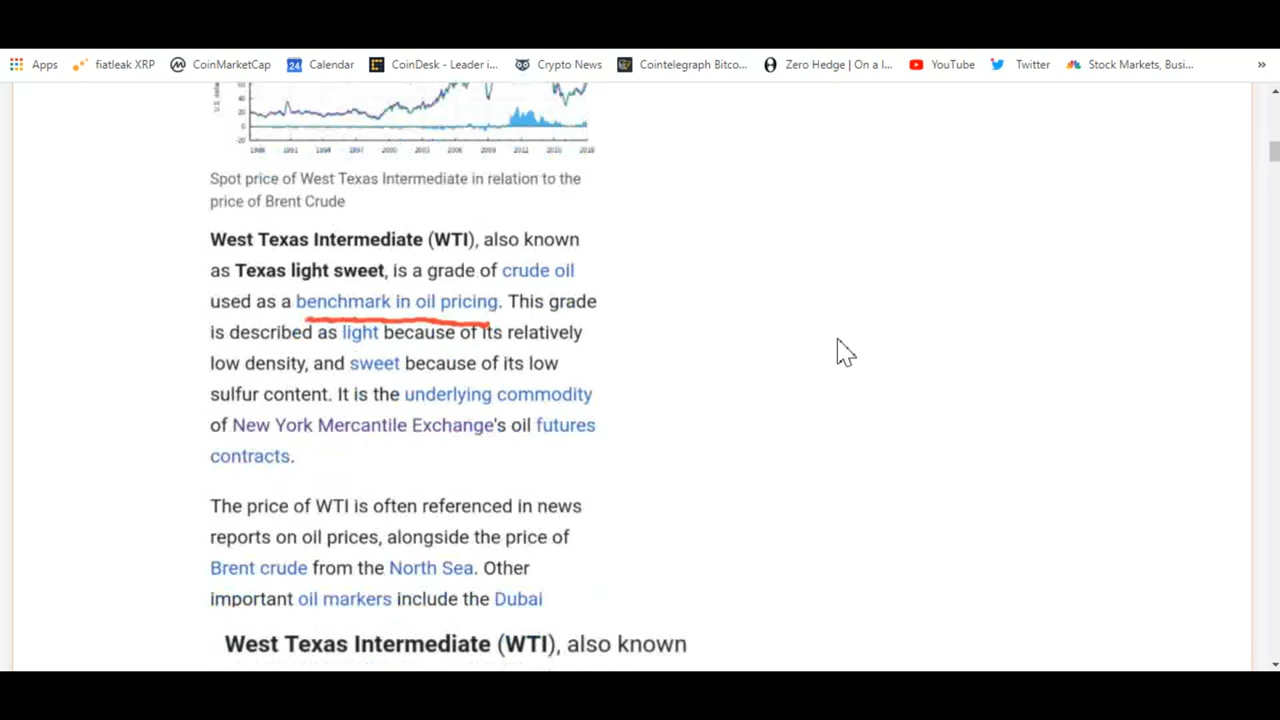 Apps fiatleak XRP CoinMarketCap 24 Calendar CoinDesk - Leader i... Crypto News Cointelegraph Bitco... Zero Hedge | On a l... YouTube Twitter Stock Markets, Busi... »
40
20
0
-20
1988 1991 1994 1997 2000 2003 2006 2009 2012 2015 2018
Spot price of West Texas Intermediate in relation to the
price of Brent Crude
West Texas Intermediate (WTI), also known
as Texas light sweet, is a grade of crude oil
used as a benchmark in oil pricing. This grade
is described as light because of its relatively
low density, and sweet because of its low
sulfur content. It is the underlying commodity
of New York Mercantile Exchange's oil futures
contracts.
The price of WTI is often referenced in news
reports on oil prices, alongside the price of
Brent crude from the North Sea. Other
important oil markers include the Dubai
West Texas Intermediate (WTI), also known